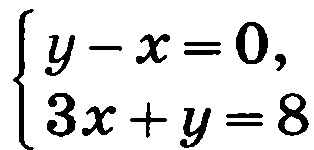 y − x = 0,
3x + y = 8